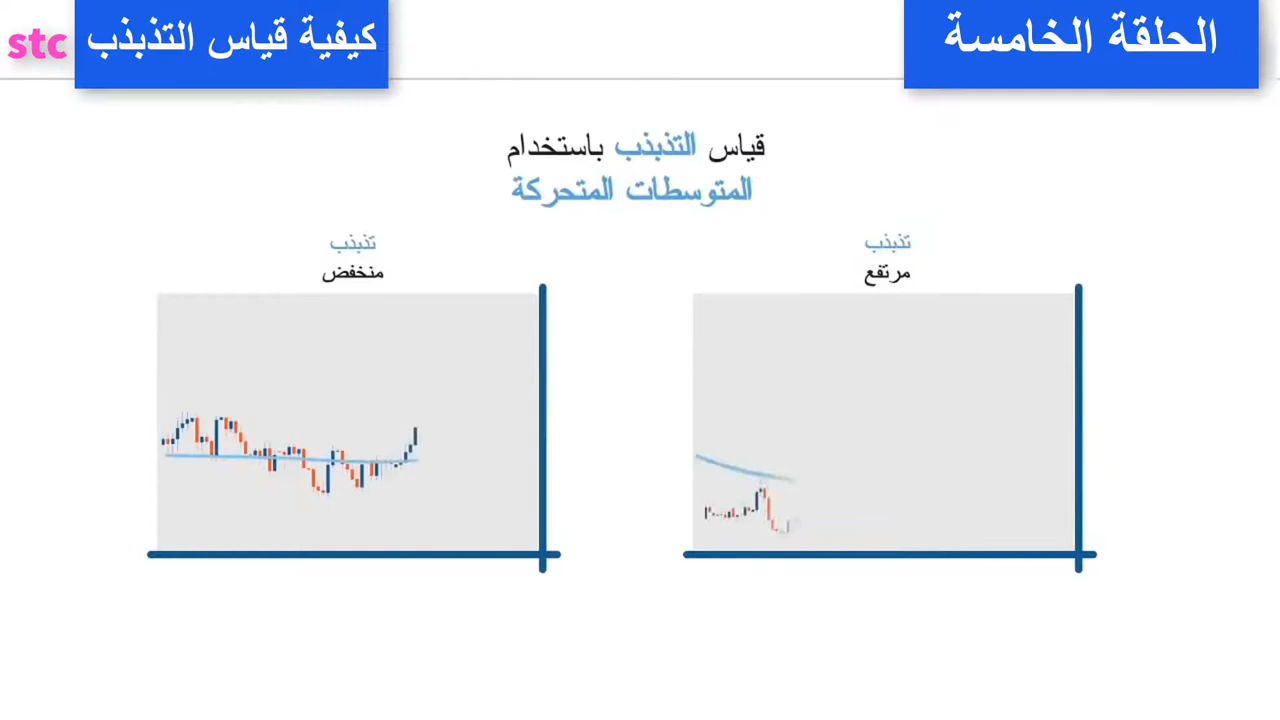 الحلقة الخامسة
كيفية قياس التذبذب
stc
قياس التذبذب باستخدام
المتوسطات المتحركة
تذبذب
مرتفع
تذبذب
منخفض